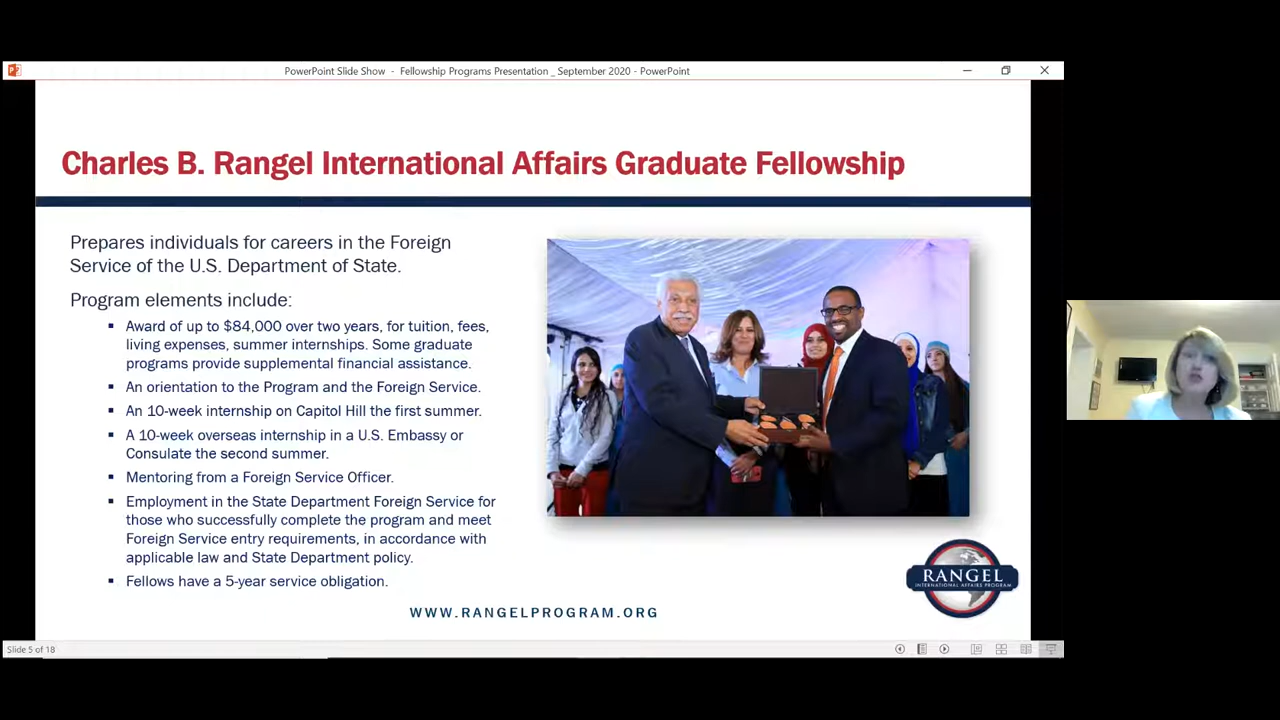 PowerPoint Slide Show - Fellowship Programs Presentation _ September 2020 - PowerPoint
Charles B. Rangel International Affairs Graduate Fellowship
Prepares individuals for careers in the Foreign
Service of the U.S. Department of State.
Program elements include:
▪ Award of up to $84,000 over two years, for tuition, fees,
living expenses, summer internships. Some graduate
programs provide supplemental financial assistance.
▪ An orientation to the Program and the Foreign Service.
▪ An 10-week internship on Capitol Hill the first summer.
▪ A 10-week overseas internship in a U.S. Embassy or
Consulate the second summer.
▪ Mentoring from a Foreign Service Officer.
▪ Employment in the State Department Foreign Service for
those who successfully complete the program and meet
Foreign Service entry requirements, in accordance with
applicable law and State Department policy.
▪ Fellows have a 5-year service obligation.
RANGEL
INTERNATIONAL AFFAIRS PROGRAM
WWW.RANGELPROGRAM.ORG
Slide 5 of 18